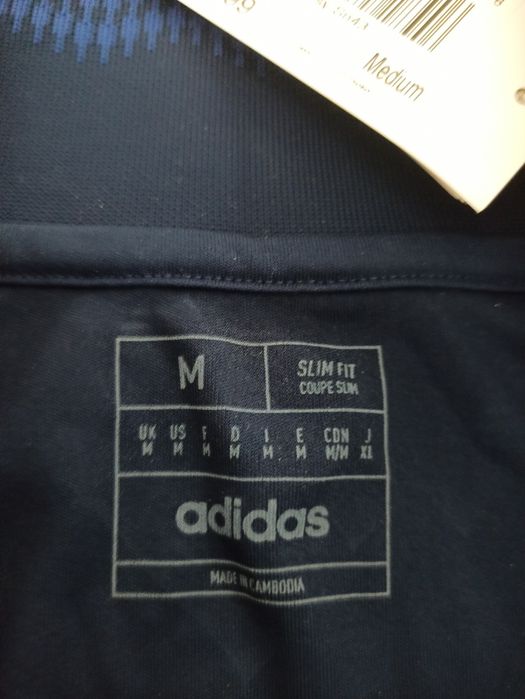 Medium
M
SLIM FIT
COUPE SLIM
UK US F D I E CDN J
M M M M M M M/M XL
adidas
MADE IN CAMBODIA